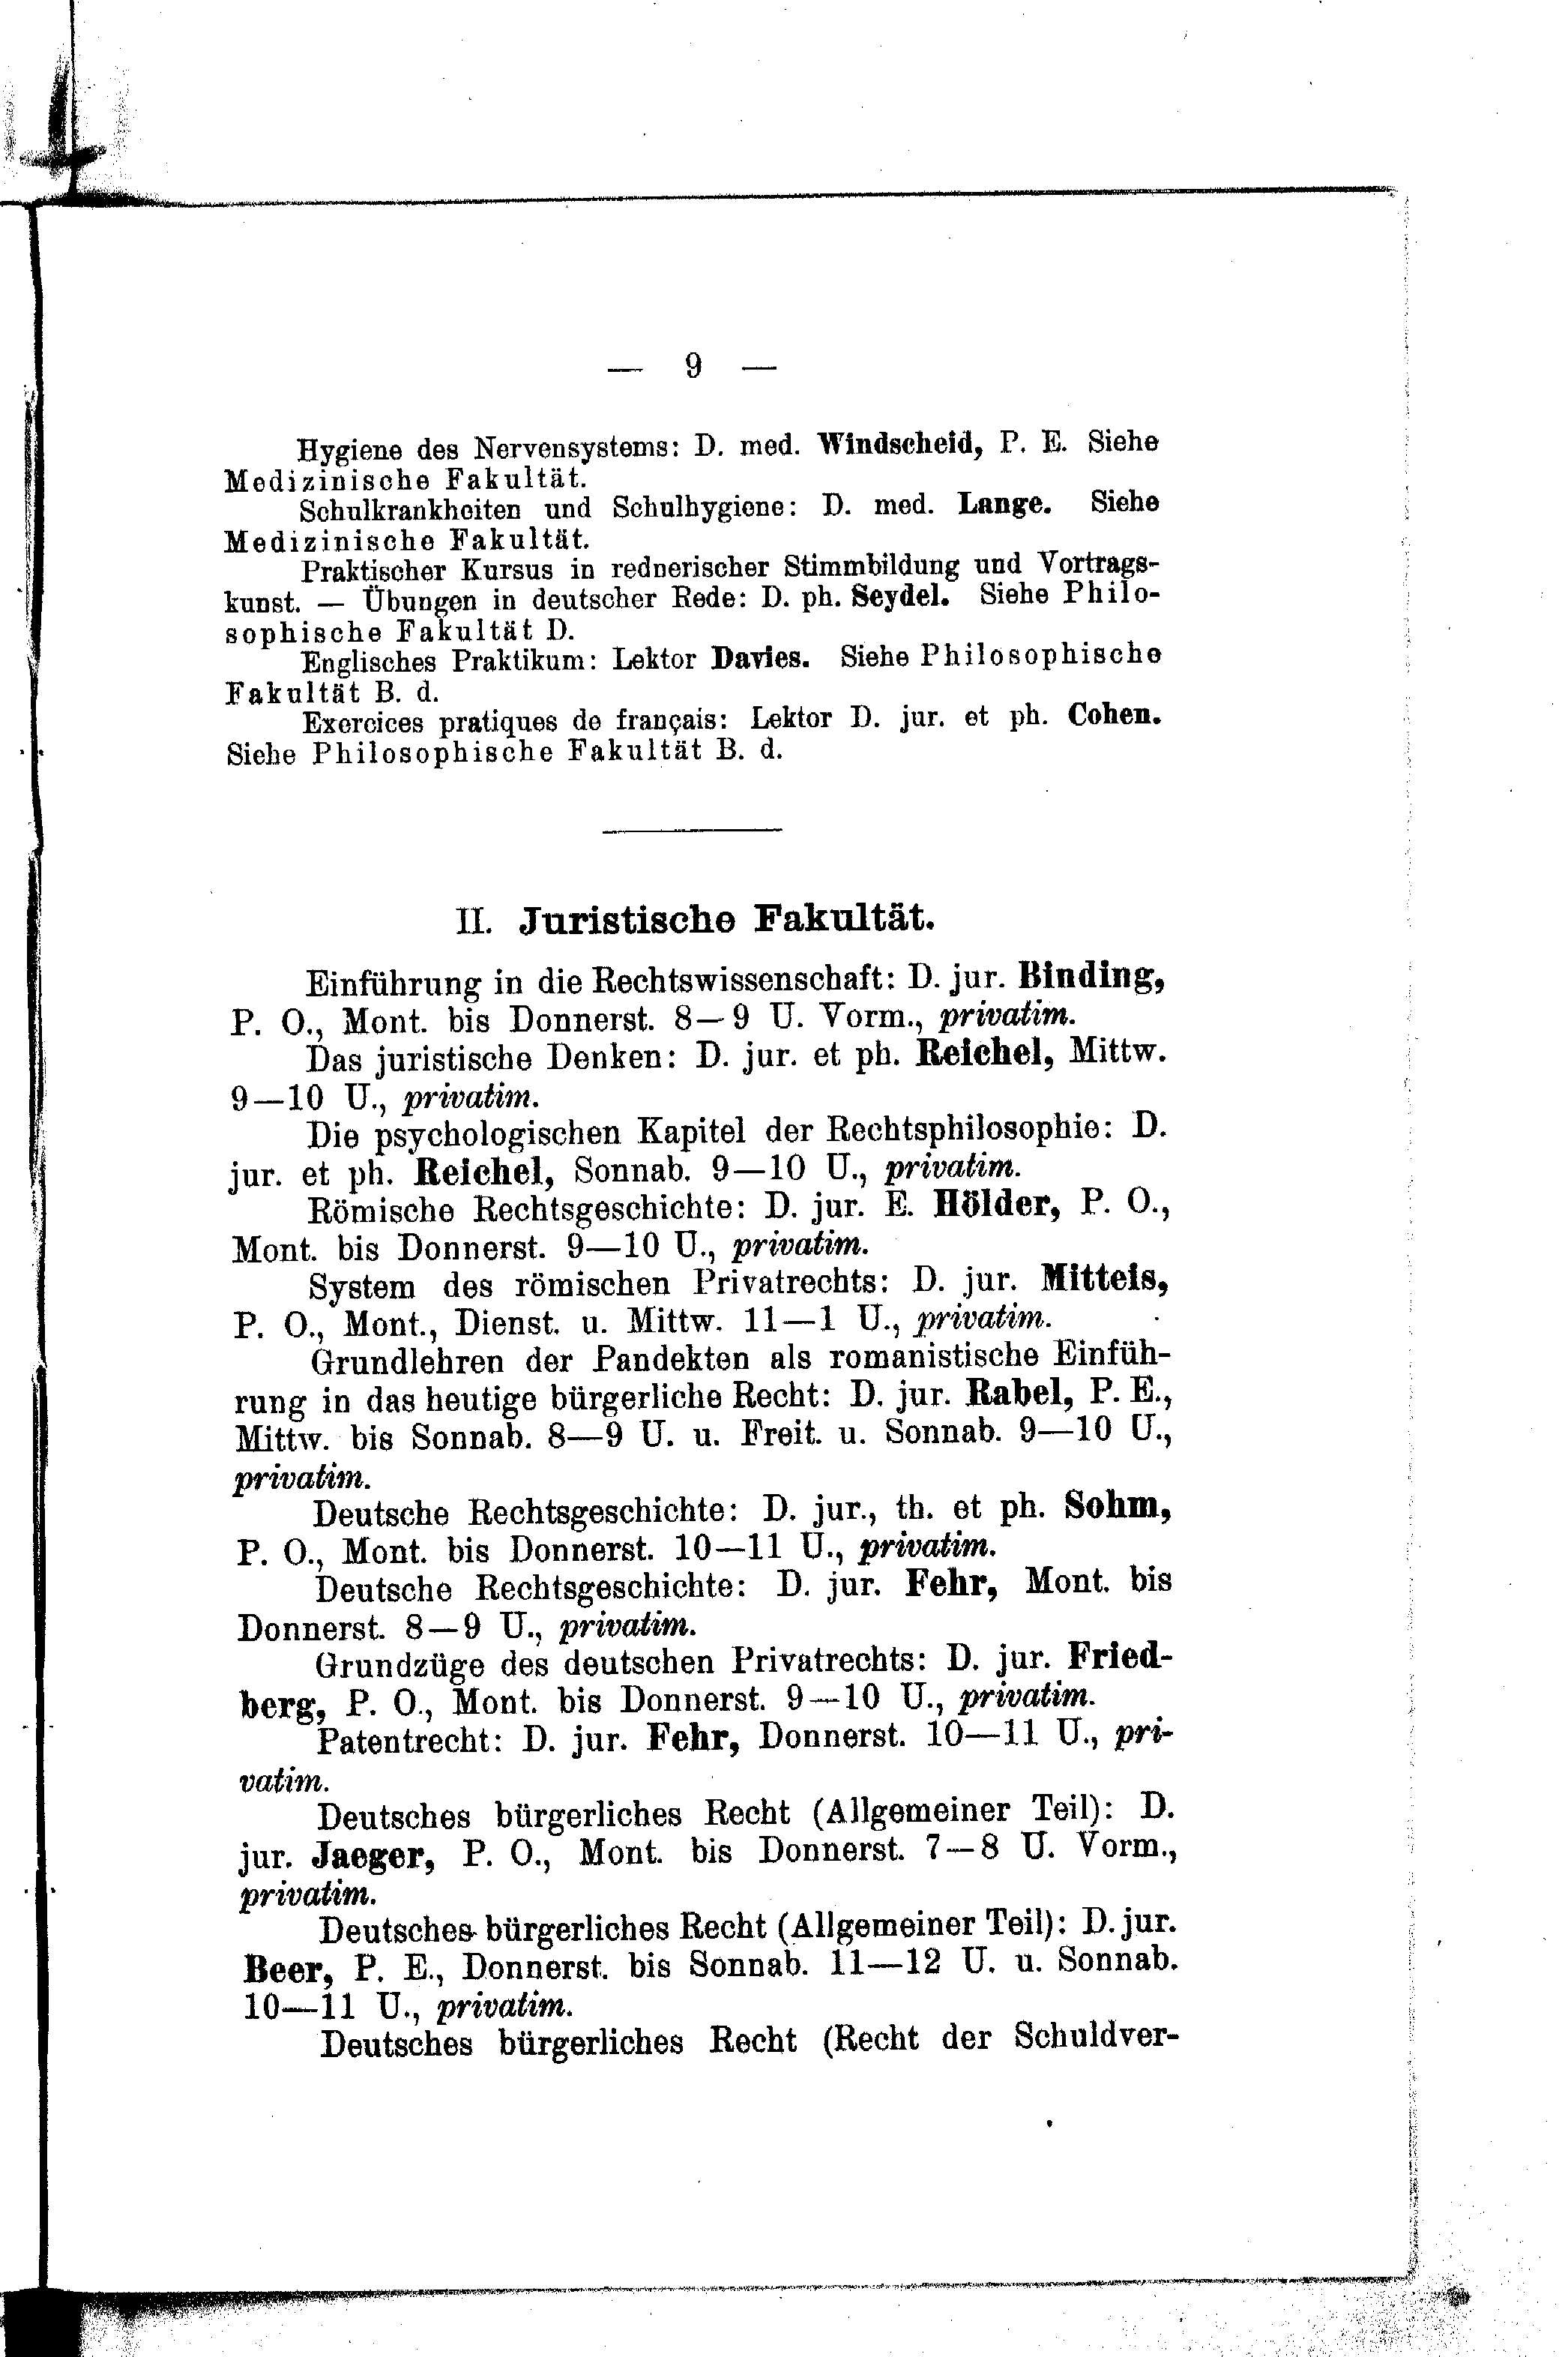 — 9 —
Hygiene des Nervensystems: D. med. Windscheid, P. E. Siehe
Medizinische Fakultät.
Schulkrankheiten und Schulhygiene: D. med. Lange. Siehe
Medizinische Fakultät.
Praktischer Kursus in rednerischer Stimmbildung und Vortrags-
kunst. — Übungen in deutscher Rede: D. ph. Seydel. Siehe Philo-
sophische Fakultät D.
Englisches Praktikum: Lektor Davies. Siehe Philosophische
Fakultät B. d.
Exercices pratiques de français: Lektor D. jur. et ph. Cohen.
Siehe Philosophische Fakultät B. d.
II. Juristische Fakultät.
Einführung in die Rechtswissenschaft: D. jur. Binding,
P. O., Mont. bis Donnerst. 8—9 U. Vorm., privatim.
Das juristische Denken: D. jur. et ph. Reichel, Mittw.
9—10 U., privatim.
Die psychologischen Kapitel der Rechtsphilosophie: D.
jur. et ph. Reichel, Sonnab. 9—10 U., privatim.
Römische Rechtsgeschichte: D. jur. E. Hölder, P. O.,
Mont. bis Donnerst. 9—10 U., privatim.
System des römischen Privatrechts: D. jur. Mitteis,
P. O., Mont., Dienst. u. Mittw. 11—1 U., privatim.
Grundlehren der Pandekten als romanistische Einfüh-
rung in das heutige bürgerliche Recht: D. jur. Rabel, P. E.,
Mittw. bis Sonnab. 8—9 U. u. Freit. u. Sonnab. 9—10 U.,
privatim.
Deutsche Rechtsgeschichte: D. jur., th. et ph. Sohm,
P. O., Mont. bis Donnerst. 10—11 U., privatim.
Deutsche Rechtsgeschichte: D. jur. Fehr, Mont. bis
Donnerst. 8—9 U., privatim.
Grundzüge des deutschen Privatrechts: D. jur. Fried-
berg, P. O., Mont. bis Donnerst. 9—10 U., privatim.
Patentrecht: D. jur. Fehr, Donnerst. 10—11 U., pri-
vatim.
Deutsches bürgerliches Recht (Allgemeiner Teil): D.
jur. Jaeger, P. O., Mont. bis Donnerst. 7—8 U. Vorm.,
privatim.
Deutsches bürgerliches Recht (Allgemeiner Teil): D. jur.
Beer, P. E., Donnerst. bis Sonnab. 11—12 U. u. Sonnab.
10—11 U., privatim.
Deutsches bürgerliches Recht (Recht der Schuldver-